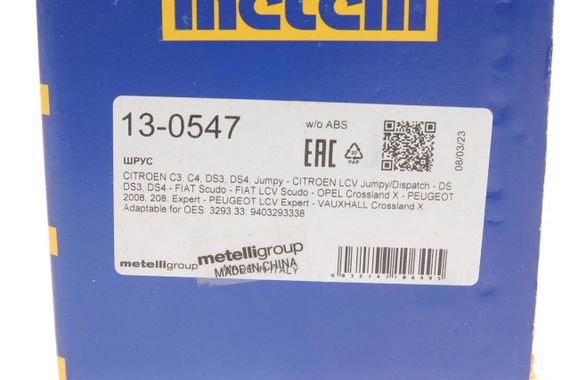 metelli
13-0547
w/o ABS
EAC
20
PAP
08/03/23
ШРУС
CITROEN C3, C4, DS3, DS4, Jumpy - CITROEN LCV Jumpy/Dispatch - DS
DS3, DS4 - FIAT Scudo - FIAT LCV Scudo - OPEL Crossland X - PEUGEOT
2008, 208, Expert - PEUGEOT LCV Expert - VAUXHALL Crossland X
Adaptable for OES: 3293 33 9403293338
metelligroup
metelligroup
MADE IN CHINA
ITALY